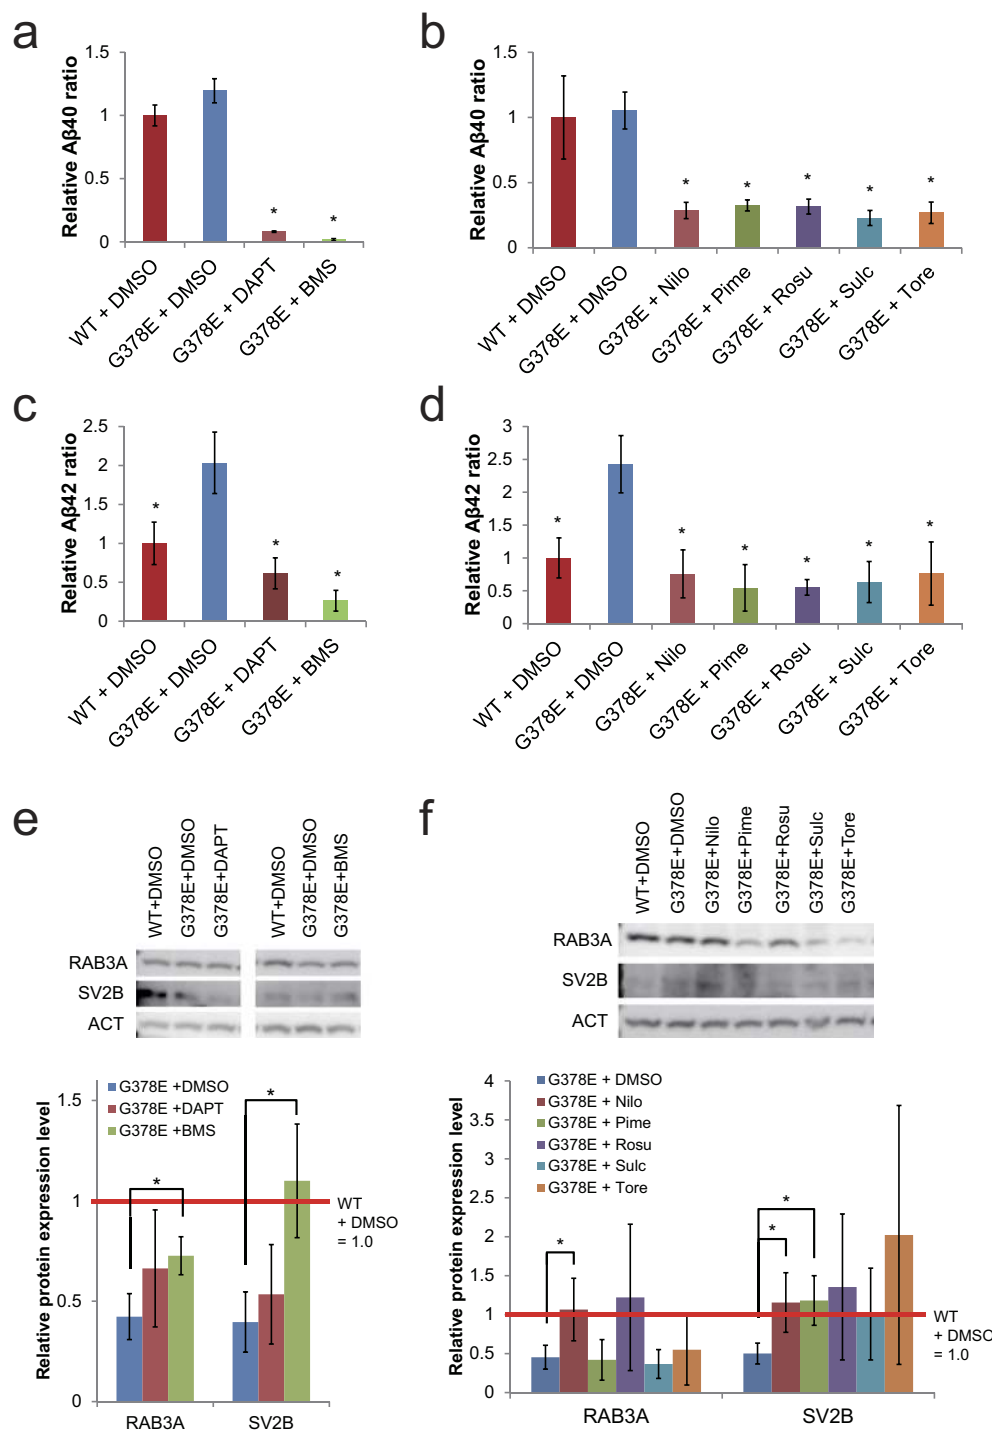 a
Relative Aβ40 ratio
1.5
1
0.5
0
*
*
WT + DMSO
G378E + DMSO
G378E + DAPT
G378E + BMS
b
Relative Aβ40 ratio
1.5
1
0.5
0
*
*
*
*
*
WT + DMSO
G378E + DMSO
G378E + Nilo
G378E + Pime
G378E + Rosu
G378E + Sulc
G378E + Tore
c
Relative Aβ42 ratio
2.5
2
1.5
1
0.5
0
*
*
*
WT + DMSO
G378E + DMSO
G378E + DAPT
G378E + BMS
d
Relative Aβ42 ratio
3
2.5
2
1.5
1
0.5
0
*
*
*
*
*
*
WT + DMSO
G378E + DMSO
G378E + Nilo
G378E + Pime
G378E + Rosu
G378E + Sulc
G378E + Tore
e
WT+DMSO
G378E+DMSO
G378E+DAPT
WT+DMSO
G378E+DMSO
G378E+BMS
RAB3A
SV2B
ACT
Relative protein expression level
1.5
1
0.5
0
G378E +DMSO
G378E +DAPT
G378E +BMS
*
*
WT
+ DMSO
= 1.0
RAB3A
SV2B
f
WT+DMSO
G378E+DMSO
G378E+Nilo
G378E+Pime
G378E+Rosu
G378E+Sulc
G378E+Tore
RAB3A
SV2B
ACT
Relative protein expression level
4
3.5
3
2.5
2
1.5
1
0.5
0
G378E + DMSO
G378E + Nilo
G378E + Pime
G378E + Rosu
G378E + Sulc
G378E + Tore
*
*
*
WT
+ DMSO
= 1.0
RAB3A
SV2B